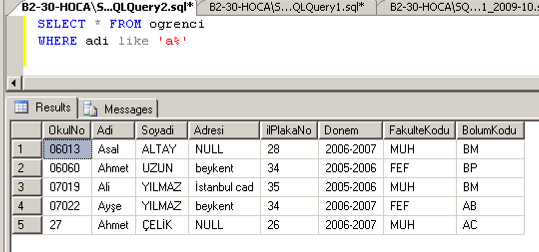 B2-30-HOCA\S...QLQuery2.sql* B2-30-HOCA\S...QLQuery1.sql* B2-30-HOCA\SQ...1_2009-10.s
SELECT * FROM ogrenci
WHERE adi like 'a%'
Results Messages
OkulNo Adi Soyadi Adresi ilPlakaNo Donem FakulteKodu BolumKodu
1 06013 Asal ALTAY NULL 28 2006-2007 MUH BM
2 06060 Ahmet UZUN beykent 34 2006-2007 FEF BP
3 07019 Ali YILMAZ İstanbul cad 35 2005-2006 MUH BM
4 07022 Ayşe YILMAZ beykent 34 2006-2007 FEF AB
5 27 Ahmet ÇELİK NULL 26 2006-2007 MUH AC